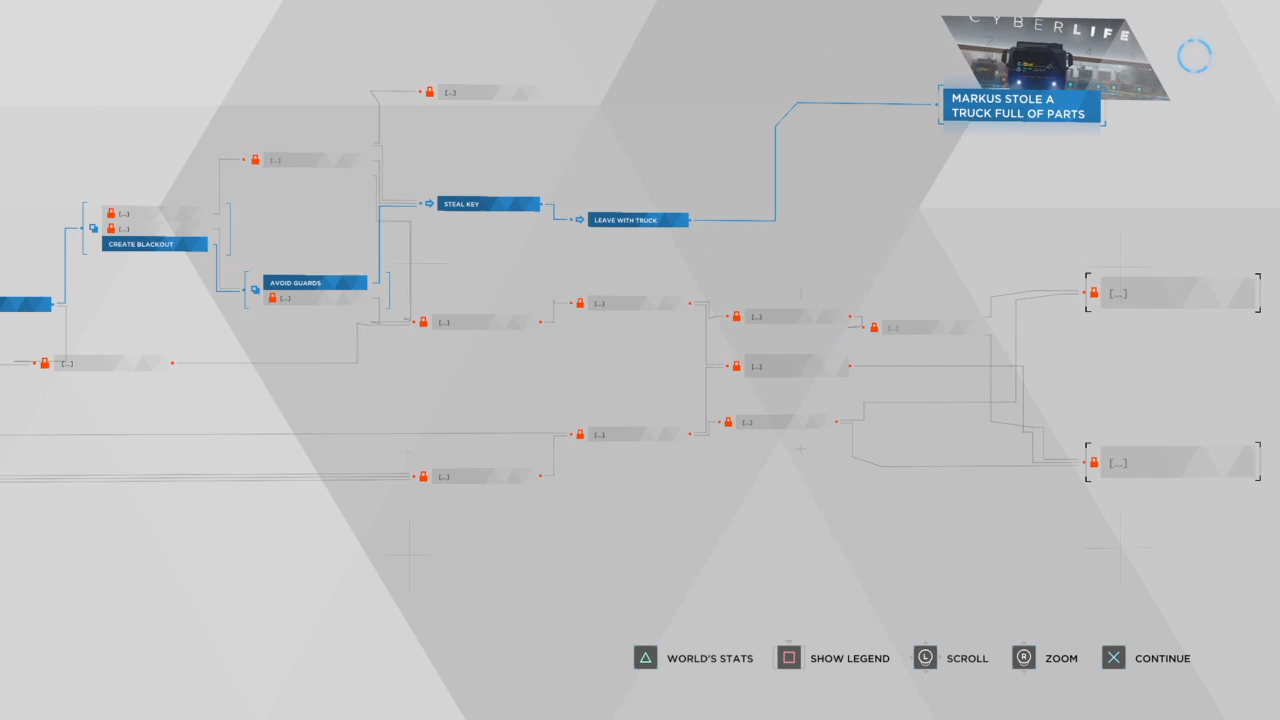 CYBERLIFE
MARKUS STOLE A
TRUCK FULL OF PARTS
[...]
[...]
[...]
[...]
CREATE BLACKOUT
STEAL KEY
LEAVE WITH TRUCK
AVOID GUARDS
[...]
[...]
[...]
[...]
[...]
[...]
[...]
[...]
[...]
[...]
[...]
[...]
WORLD'S STATS
L
SCROLL
SHOW LEGEND
R
ZOOM
CONTINUE